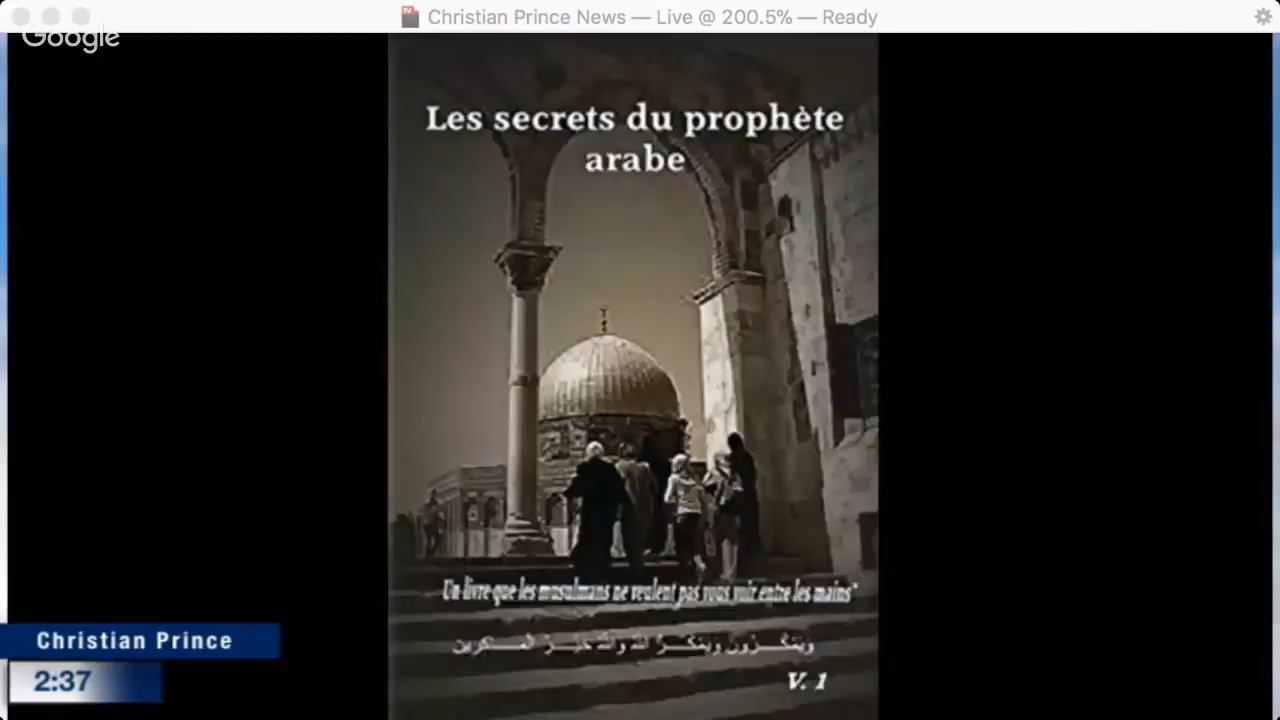 Christian Prince News — Live @ 200.5% — Ready
Google
Les secrets du prophète
arabe
Un livre que les musulmans ne veulent pas vous voir entre les mains"
ويمكرون ويمكر الله والله خير الماكرين
V. 1
Christian Prince
2:37